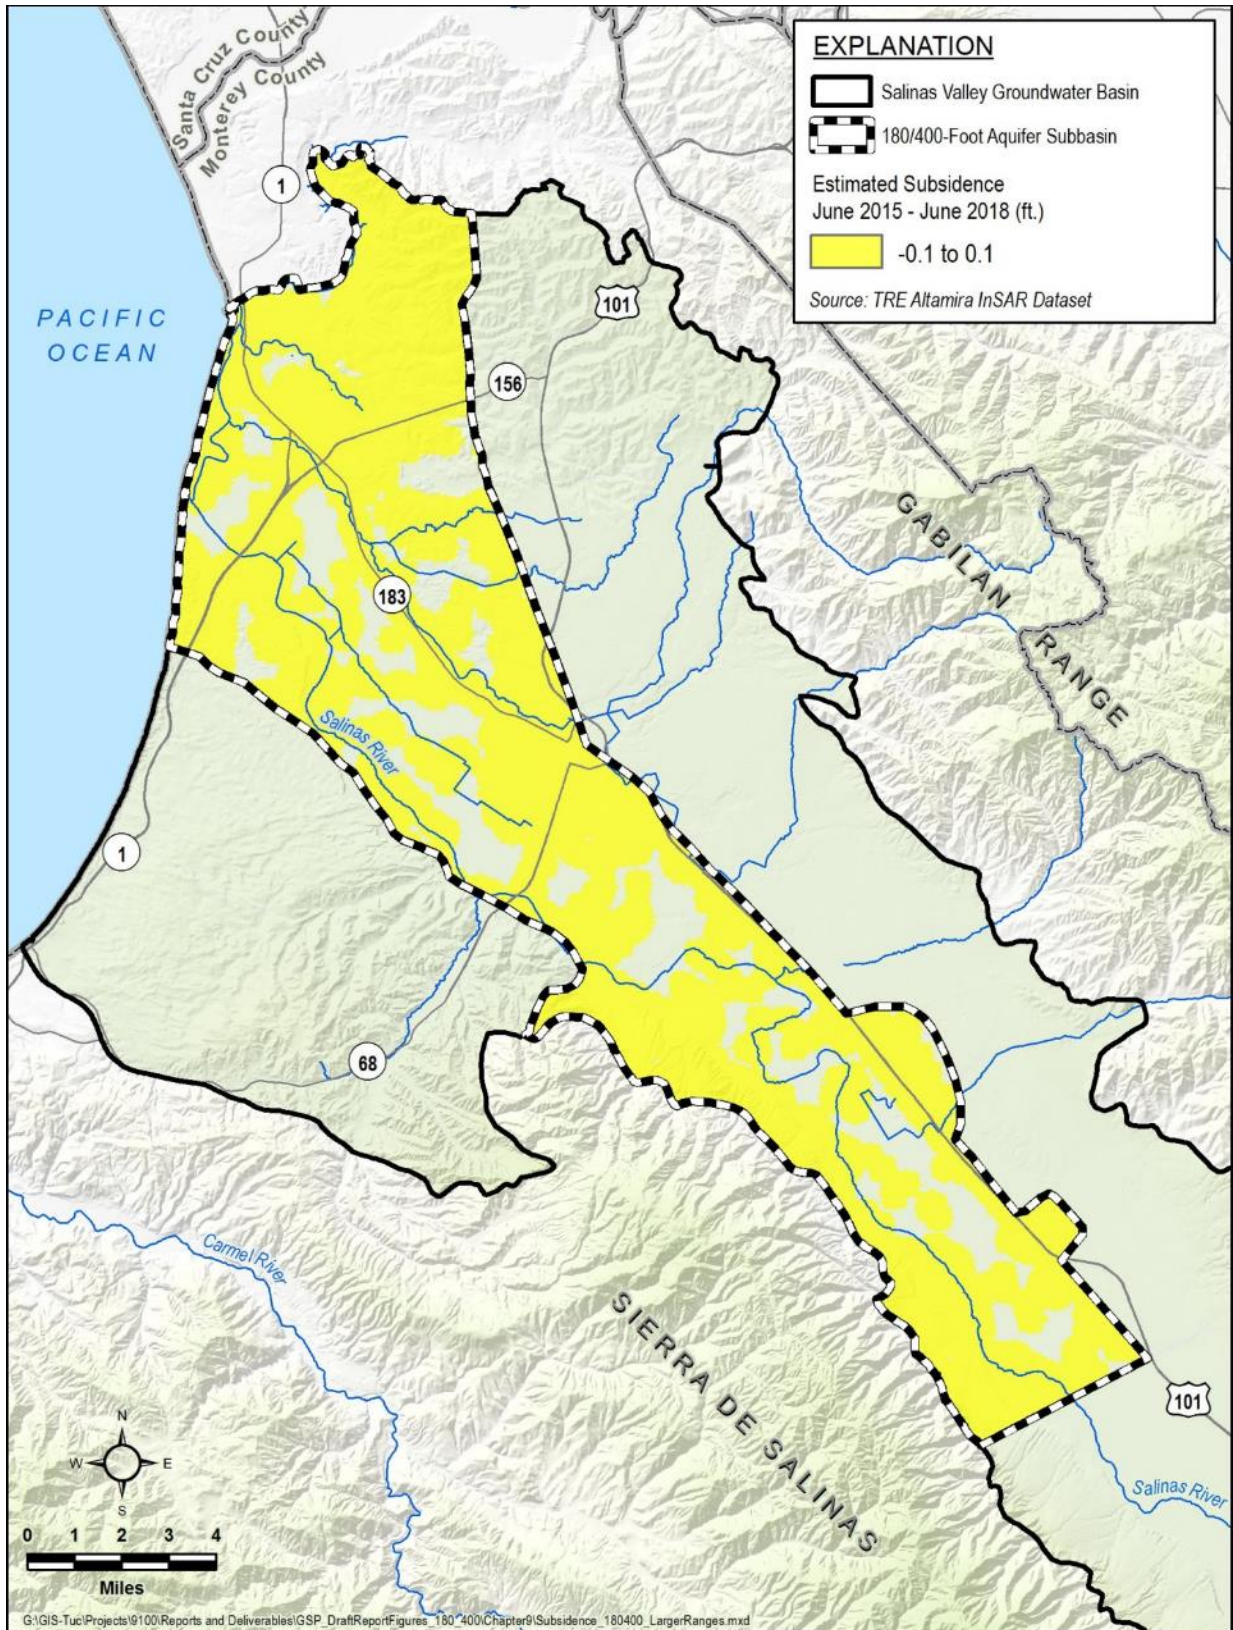 Santa Cruz County
Monterey County
EXPLANATION
Salinas Valley Groundwater Basin
180/400-Foot Aquifer Subbasin
Estimated Subsidence
June 2015 - June 2018 (ft.)
-0.1 to 0.1
Source: TRE Altamira InSAR Dataset
1
101
PACIFIC
OCEAN
156
GABILAN
RANGE
183
Salinas River
1
68
Carmel River
SIERRA DE SALINAS
101
Salinas River
N
W
E
S
0 1 2 3 4
Miles
G:\GIS-Tuc\Projects\9100\Reports and Deliverables\GSP_DraftReportFigures_180_400\Chapter9\Subsidence_180400_LargerRanges.mxd